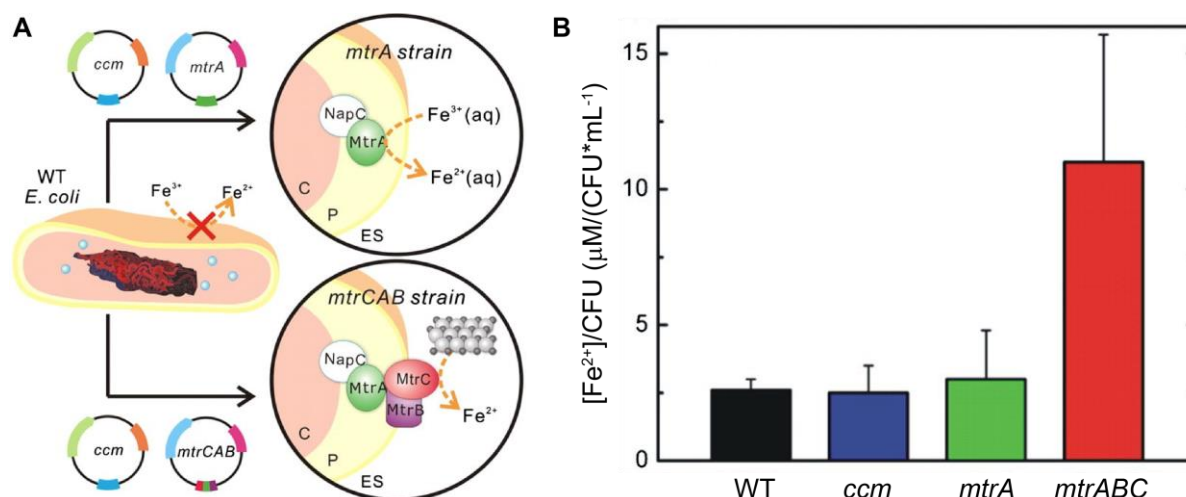 A
ccm
mtrA
mtrA strain
NapC
MtrA
Fe³⁺(aq)
Fe²⁺(aq)
C
P
ES
WT
E. coli
Fe³⁺
Fe²⁺
mtrCAB strain
NapC
MtrA
MtrC
MtrB
Fe²⁺
C
P
ES
ccm
mtrCAB
B
[Fe²⁺]/CFU (μM/(CFU*mL⁻¹)
15
10
5
0
WT
ccm
mtrA
mtrABC